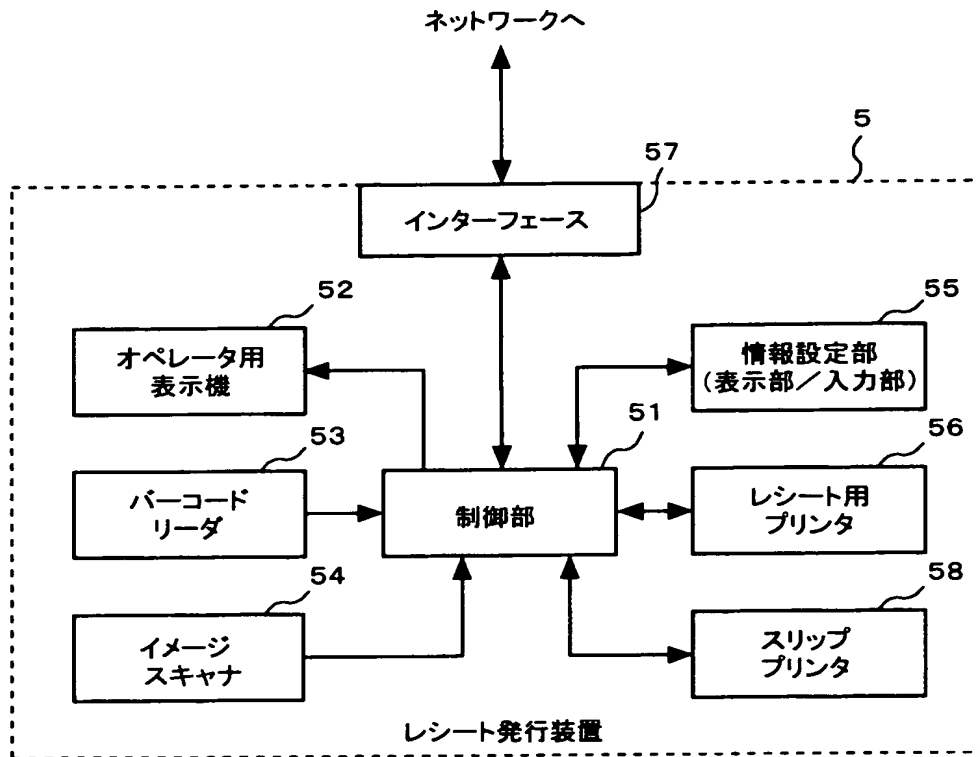 ネットワークへ
5
57
インターフェース
52
オペレータ用
表示機
55
情報設定部
(表示部／入力部)
51
制御部
53
バーコード
リーダ
56
レシート用
プリンタ
54
イメージ
スキャナ
58
スリップ
プリンタ
レシート発行装置